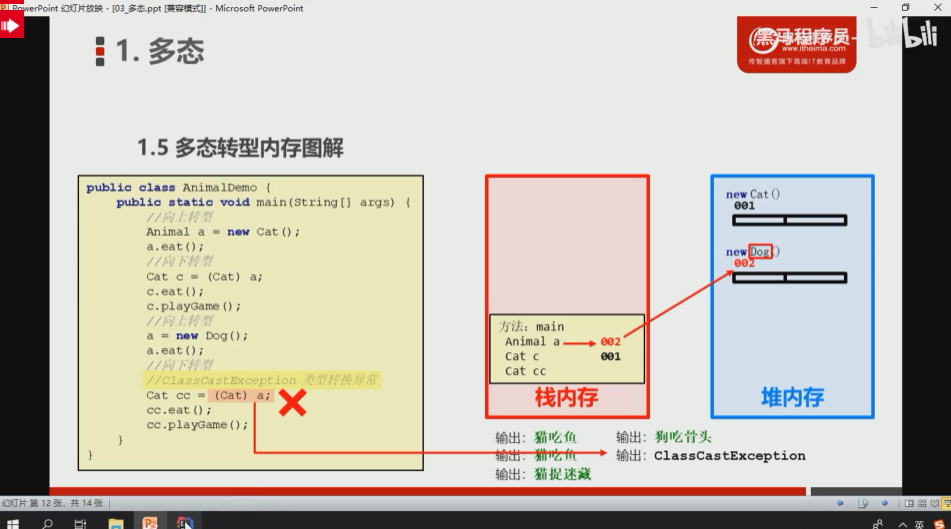 PowerPoint 幻灯片放映 - [03_多态.ppt [兼容模式]] - Microsoft PowerPoint
1. 多态
黑马程序员
www.itheima.com
传智播客旗下高端IT教育品牌
bilibili
1.5 多态转型内存图解
public class AnimalDemo {
public static void main(String[] args) {
//向上转型
Animal a = new Cat();
a.eat();
//向下转型
Cat c = (Cat) a;
c.eat();
c.playGame();
//向上转型
a = new Dog();
a.eat();
//向下转型
//ClassCastException 类型转换异常
Cat cc = (Cat) a;
cc.eat();
cc.playGame();
}
}
方法: main
Animal a 002
Cat c 001
Cat cc
栈内存
new Cat()
001
new Dog()
002
堆内存
输出: 猫吃鱼 输出: 狗吃骨头
输出: 猫吃鱼 输出: ClassCastException
输出: 猫捉迷藏
幻灯片 第 12 张, 共 14 张
英